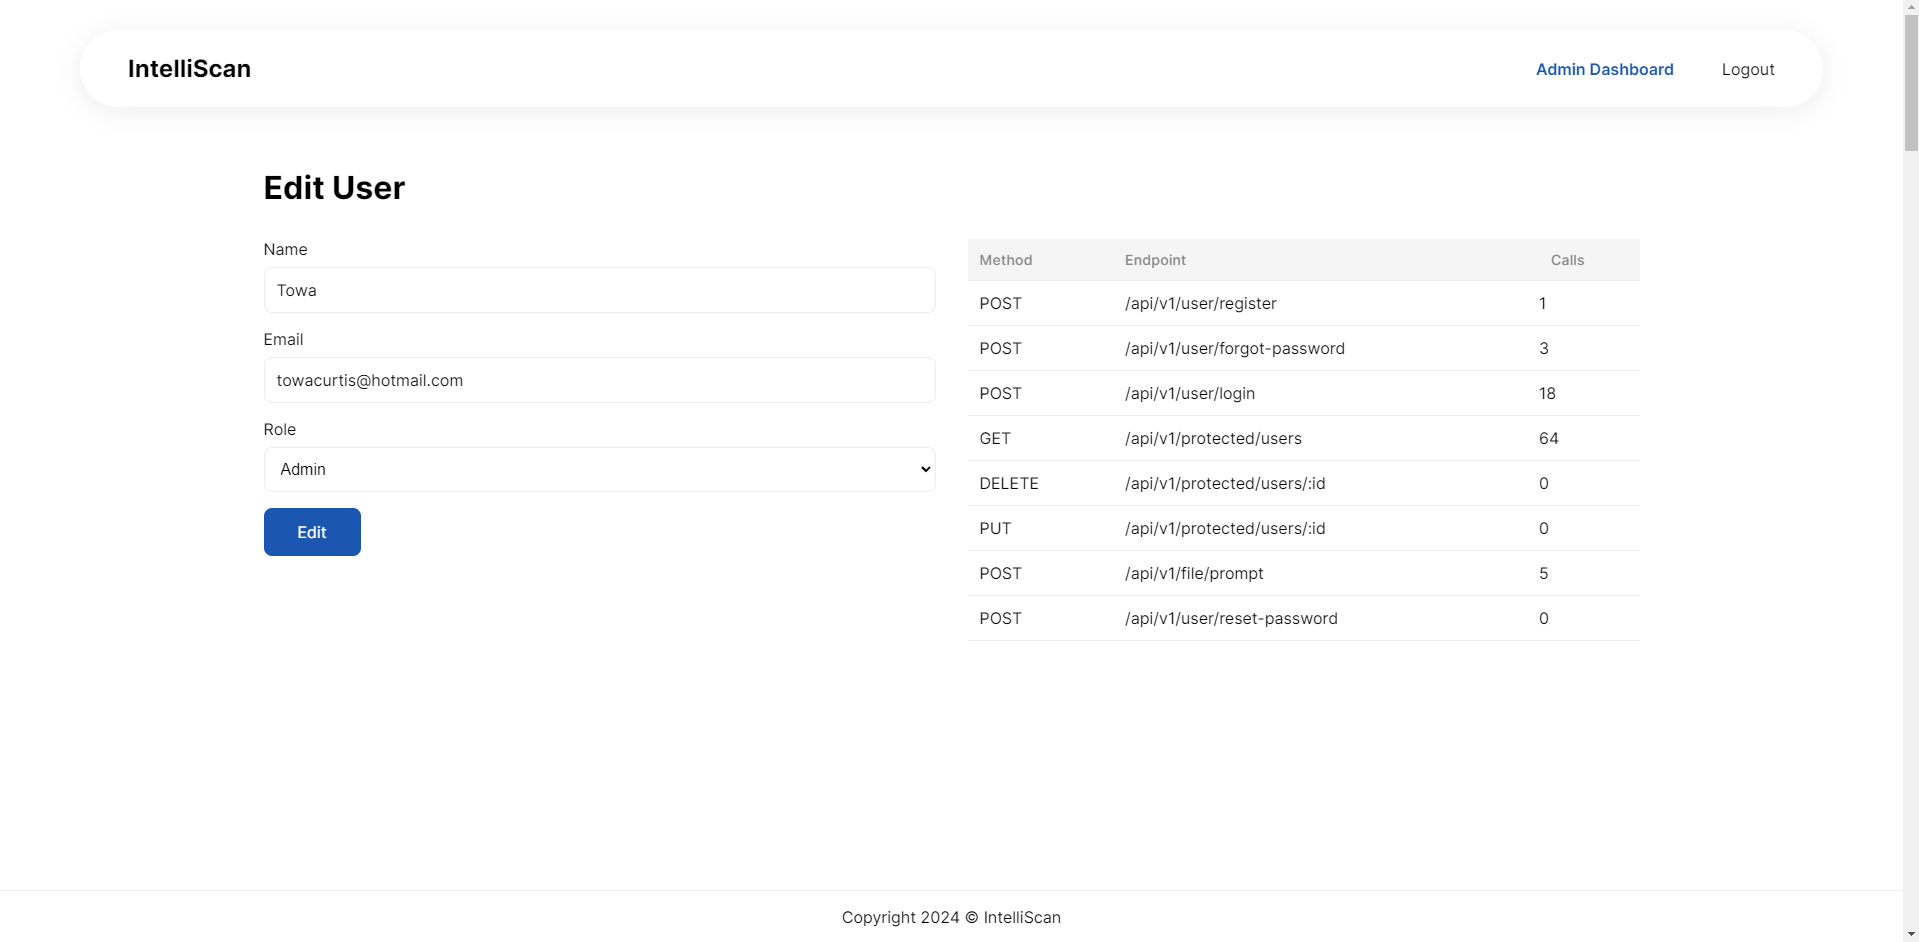 IntelliScan
Admin Dashboard Logout
Edit User
Name
Towa
Email
towacurtis@hotmail.com
Role
Admin
Edit
Method Endpoint Calls
POST /api/v1/user/register 1
POST /api/v1/user/forgot-password 3
POST /api/v1/user/login 18
GET /api/v1/protected/users 64
DELETE /api/v1/protected/users/:id 0
PUT /api/v1/protected/users/:id 0
POST /api/v1/file/prompt 5
POST /api/v1/user/reset-password 0
Copyright 2024 © IntelliScan